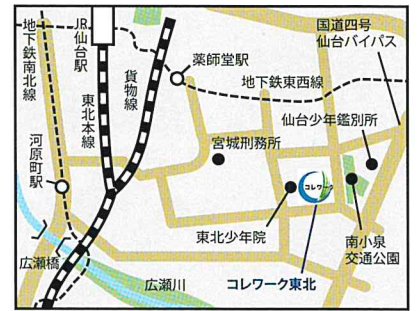 国道四号
仙台バイパス
JR仙台駅
地下鉄南北線
薬師堂駅
貨物線
地下鉄東西線
東北本線
仙台少年鑑別所
宮城刑務所
河原町駅
コレワーク
東北少年院
南小泉
交通公園
広瀬橋
広瀬川
コレワーク東北